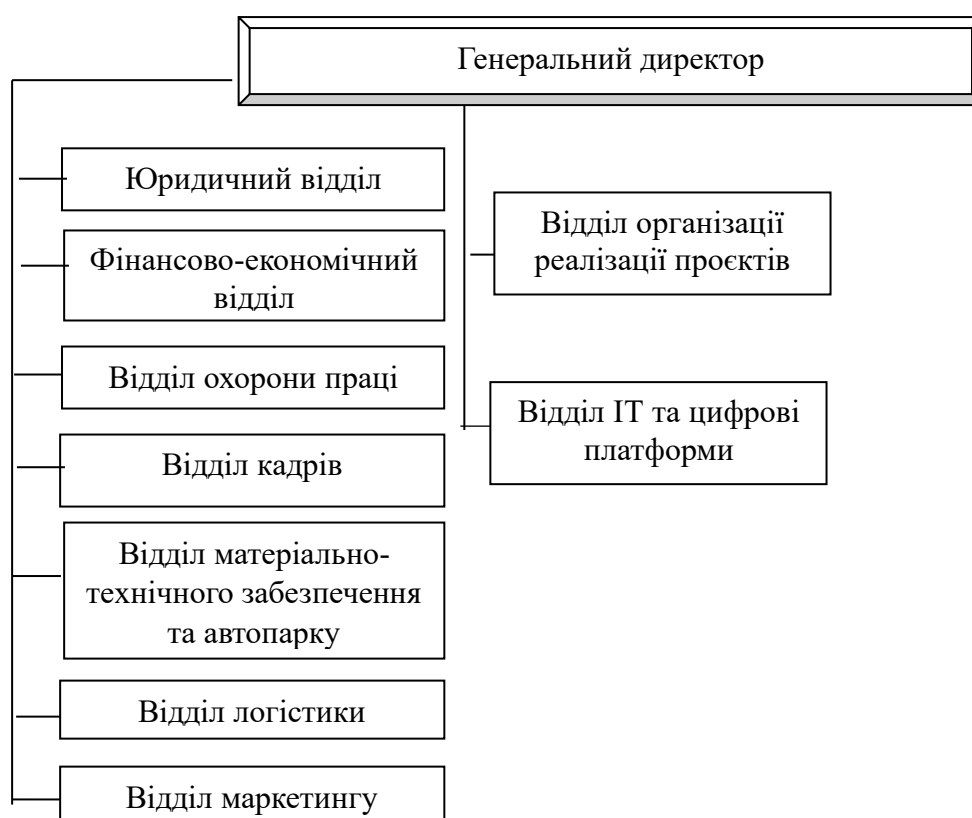 Генеральний директор
Юридичний відділ
Фінансово-економічний
відділ
Відділ охорони праці
Відділ кадрів
Відділ матеріально-
технічного забезпечення
та автопарку
Відділ логістики
Відділ маркетингу
Відділ організації
реалізації проєктів
Відділ ІТ та цифрові
платформи